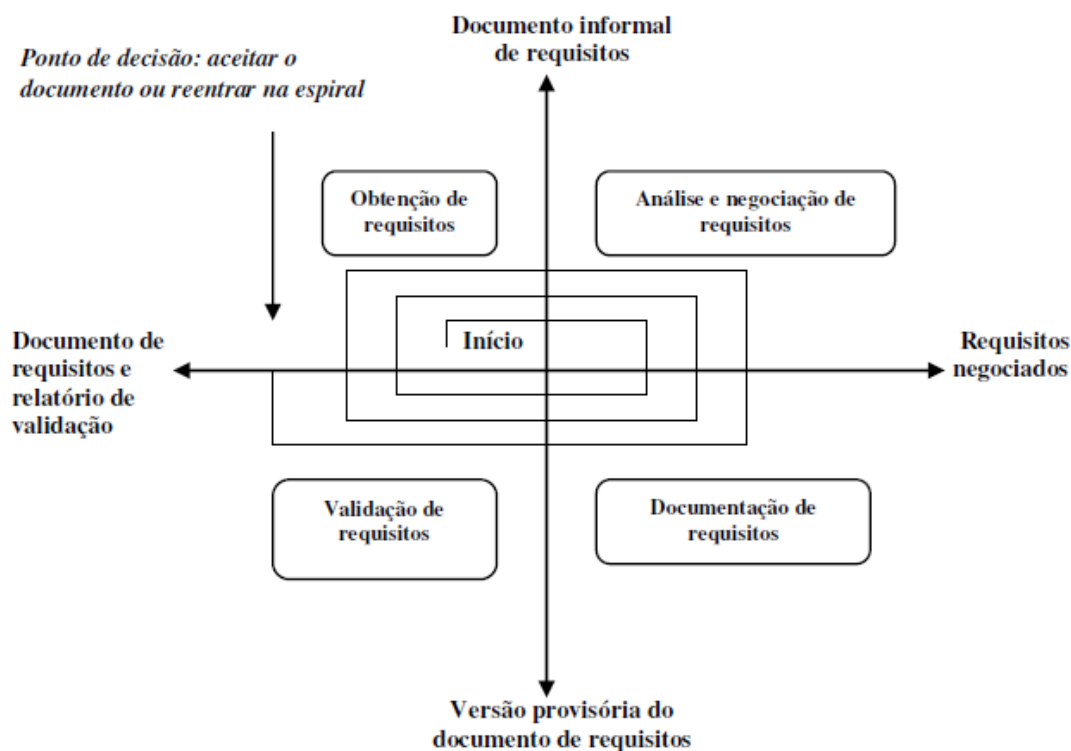 Documento informal
de requisitos
Ponto de decisão: aceitar o
documento ou reentrar na espiral
Obtenção de
requisitos
Análise e negociação de
requisitos
Início
Documento de
requisitos e
relatório de
validação
Requisitos
negociados
Validação de
requisitos
Documentação de
requisitos
Versão provisória do
documento de requisitos